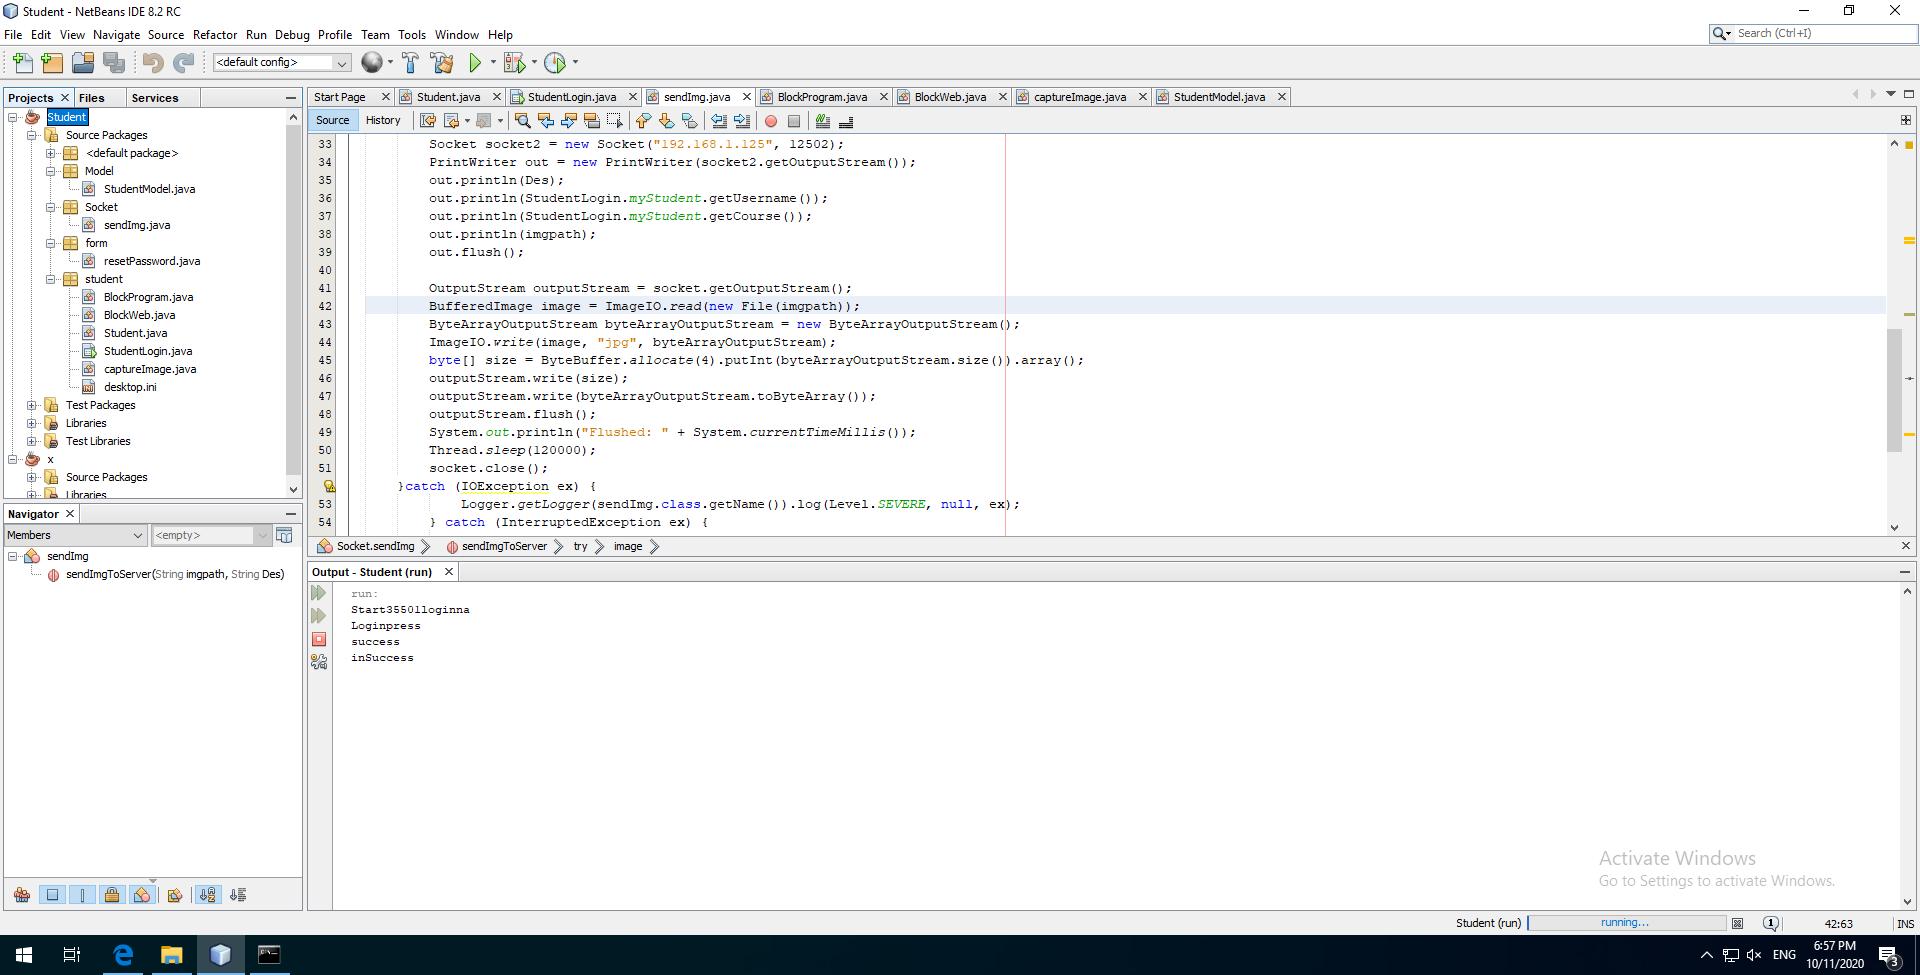 Student - NetBeans IDE 8.2 RC
File Edit View Navigate Source Refactor Run Debug Profile Team Tools Window Help
Search (Ctrl+I)
<default config>
Projects Files Services
Student
Source Packages
<default package>
Model
StudentModel.java
Socket
sendImg.java
form
resetPassword.java
student
BlockProgram.java
BlockWeb.java
Student.java
StudentLogin.java
captureImage.java
desktop.ini
Test Packages
Libraries
Test Libraries
x
Source Packages
Libraries
Navigator
Members <empty>
sendImg
sendImgToServer(String imgpath, String Des)
Start Page Student.java StudentLogin.java sendImg.java BlockProgram.java BlockWeb.java captureImage.java StudentModel.java
Source History
33 Socket socket2 = new Socket("192.168.1.125", 12502);
34 PrintWriter out = new PrintWriter(socket2.getOutputStream());
35 out.println(Des);
36 out.println(StudentLogin.myStudent.getUsername());
37 out.println(StudentLogin.myStudent.getCourse());
38 out.println(imgpath);
39 out.flush();
40
41 OutputStream outputStream = socket.getOutputStream();
42 BufferedImage image = ImageIO.read(new File(imgpath));
43 ByteArrayOutputStream byteArrayOutputStream = new ByteArrayOutputStream();
44 ImageIO.write(image, "jpg", byteArrayOutputStream);
45 byte[] size = ByteBuffer.allocate(4).putInt(byteArrayOutputStream.size()).array();
46 outputStream.write(size);
47 outputStream.write(byteArrayOutputStream.toByteArray());
48 outputStream.flush();
49 System.out.println("Flushed: " + System.currentTimeMillis());
50 Thread.sleep(120000);
51 socket.close();
}catch (IOException ex) {
53 Logger.getLogger(sendImg.class.getName()).log(Level.SEVERE, null, ex);
54 } catch (InterruptedException ex) {
Socket.sendImg sendImgToServer try image
Output - Student (run)
run:
Start35501loginna
Loginpress
success
inSuccess
Activate Windows
Go to Settings to activate Windows.
Student (run) running... 1 42:63 INS
ENG 6:57 PM
10/11/2020 3